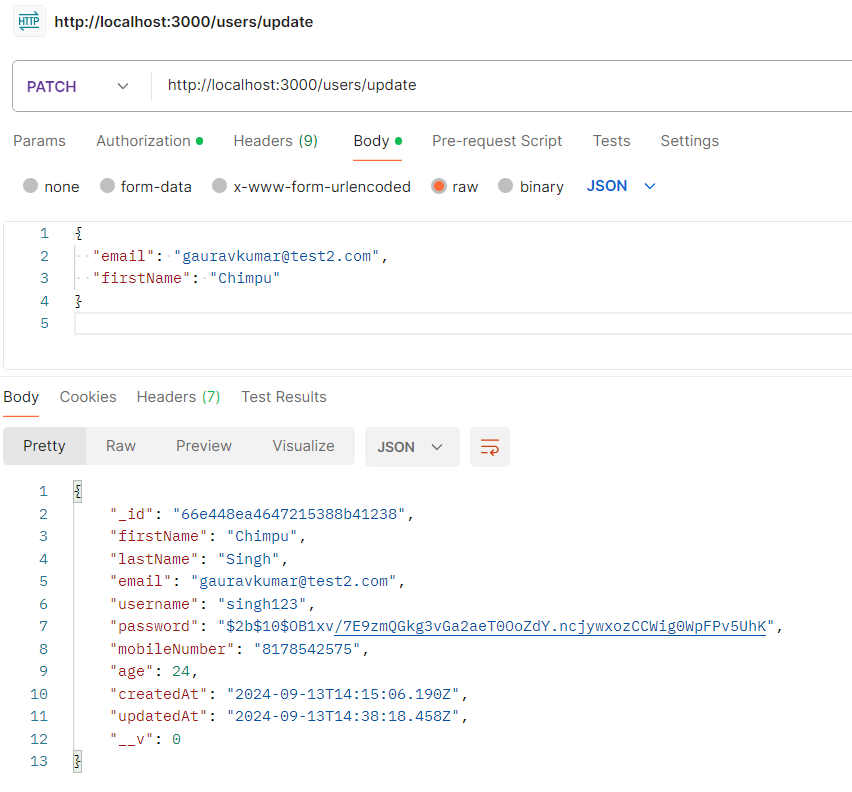 HTTP http://localhost:3000/users/update
PATCH http://localhost:3000/users/update
Params Authorization Headers (9) Body Pre-request Script Tests Settings
none form-data x-www-form-urlencoded raw binary JSON
1 {
2 "email": "gauravkumar@test2.com",
3 "firstName": "Chimpu"
4 }
5
Body Cookies Headers (7) Test Results
Pretty Raw Preview Visualize JSON
1 {
2 "_id": "66e448ea4647215388b41238",
3 "firstName": "Chimpu",
4 "lastName": "Singh",
5 "email": "gauravkumar@test2.com",
6 "username": "singh123",
7 "password": "$2b$10$OB1xv/7E9zmQGkg3vGa2aeT0OoZdY.ncjywxozCCWig0WpFPv5UhK",
8 "mobileNumber": "8178542575",
9 "age": 24,
10 "createdAt": "2024-09-13T14:15:06.190Z",
11 "updatedAt": "2024-09-13T14:38:18.458Z",
12 "__v": 0
13 }